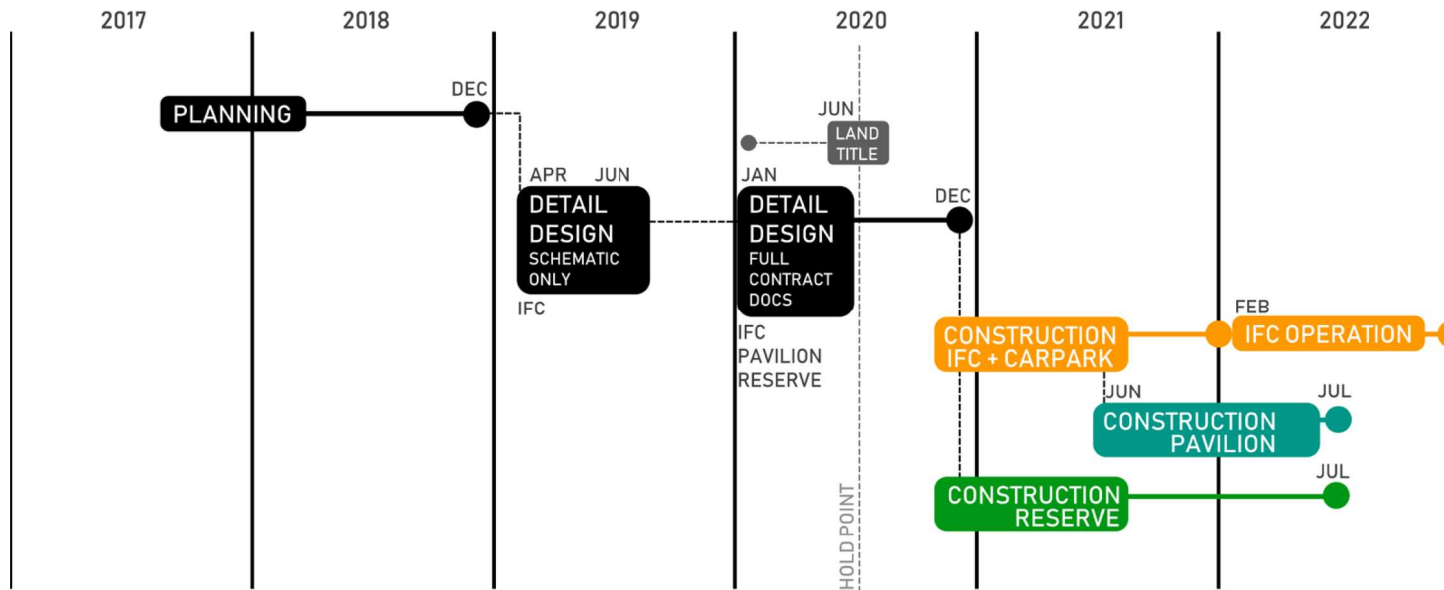 2017
2018
2019
2020
2021
2022
DEC
PLANNING
JUN
LAND
TITLE
APR
JUN
DETAIL
DESIGN
SCHEMATIC
ONLY
IFC
JAN
DETAIL
DESIGN
FULL
CONTRACT
DOCS
IFC
PAVILION
RESERVE
DEC
CONSTRUCTION
IFC + CARPARK
FEB
IFC OPERATION
JUN
CONSTRUCTION
PAVILION
JUL
CONSTRUCTION
RESERVE
JUL
HOLD POINT